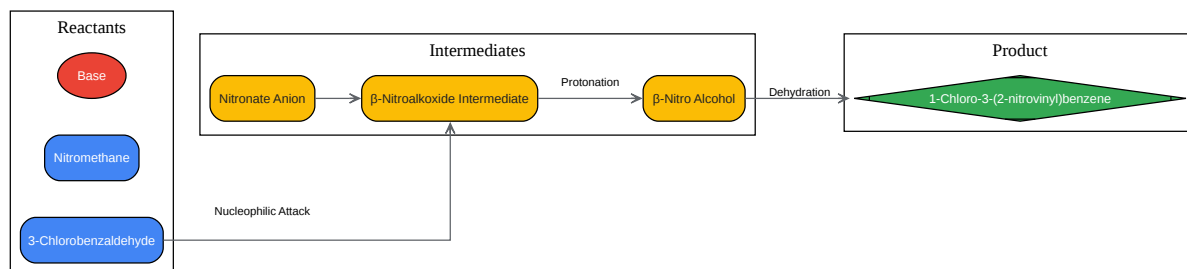 Reactants
Base
Nitromethane
3-Chlorobenzaldehyde
Nucleophilic Attack
Intermediates
Nitronate Anion
β-Nitroalkoxide Intermediate
Protonation
β-Nitro Alcohol
Dehydration
Product
1-Chloro-3-(2-nitrovinyl)benzene